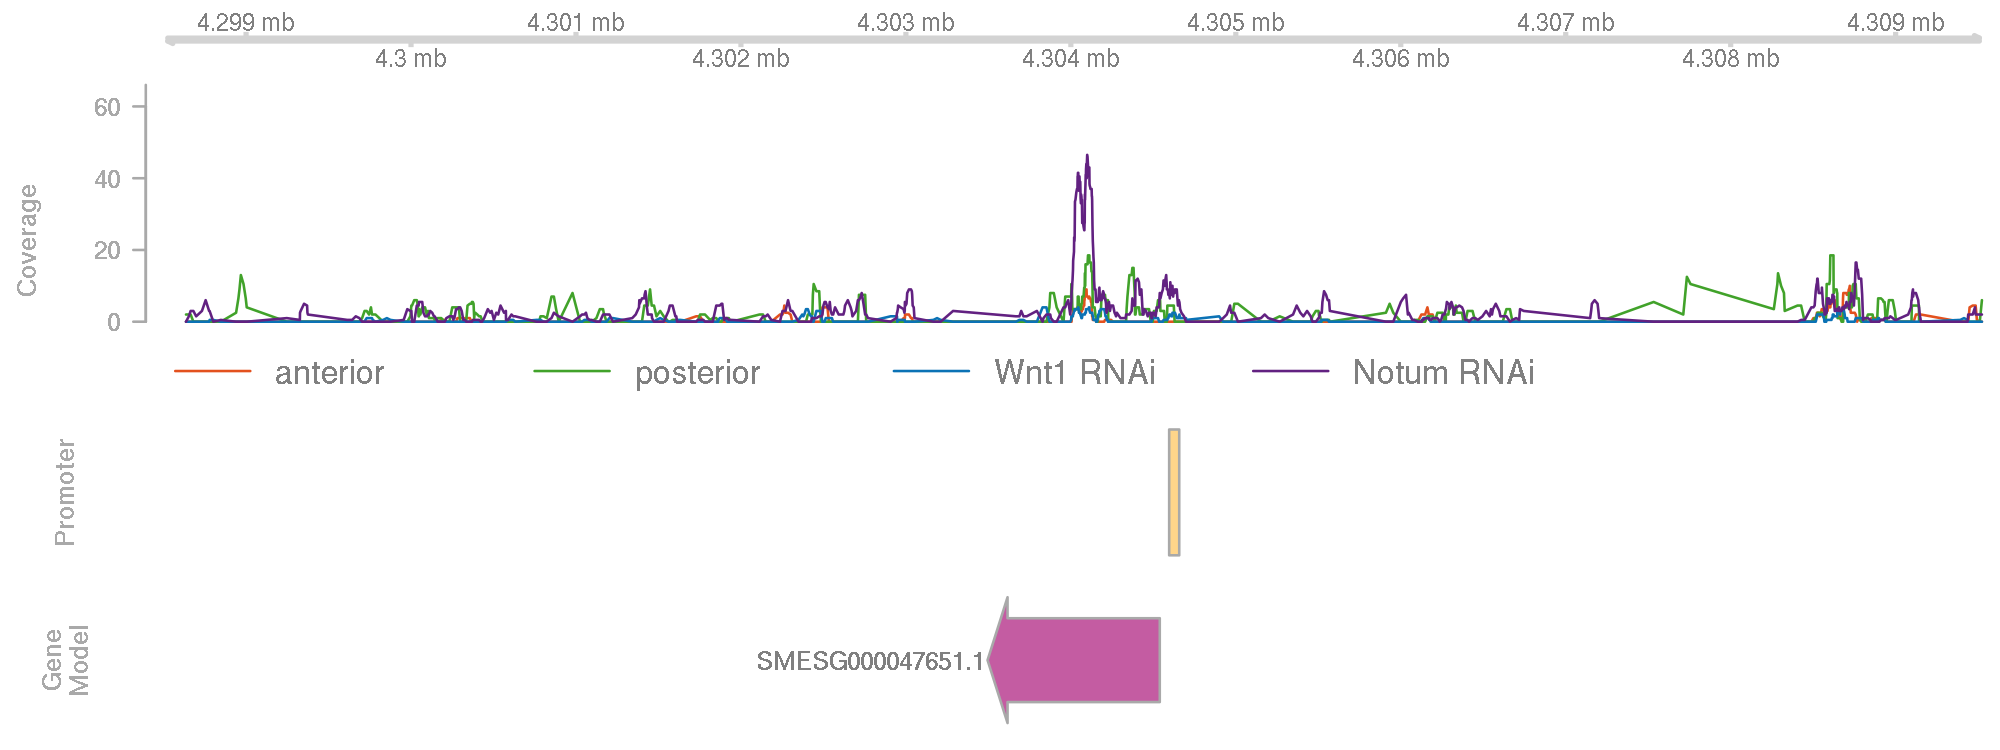 4.299 mb 4.301 mb 4.303 mb 4.305 mb 4.307 mb 4.309 mb
4.3 mb 4.302 mb 4.304 mb 4.306 mb 4.308 mb
Coverage
60
40
20
0
anterior posterior Wnt1 RNAi Notum RNAi
Promoter
Gene
Model
SMESG000047651.1